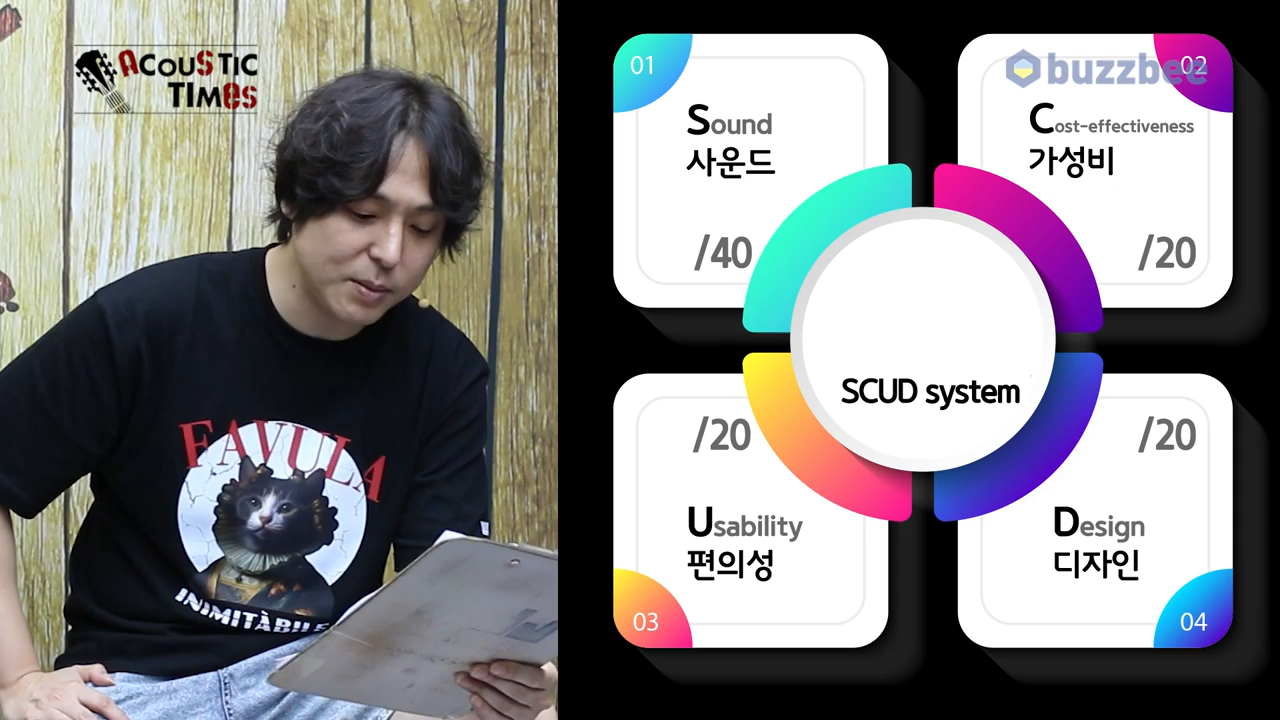 ACOUSTIC
TIMES
FAVULA
INIMITÀBILE
01
Sound
사운드
/40
buzzbee
02
Cost-effectiveness
가성비
/20
SCUD system
/20
Usability
편의성
03
/20
Design
디자인
04